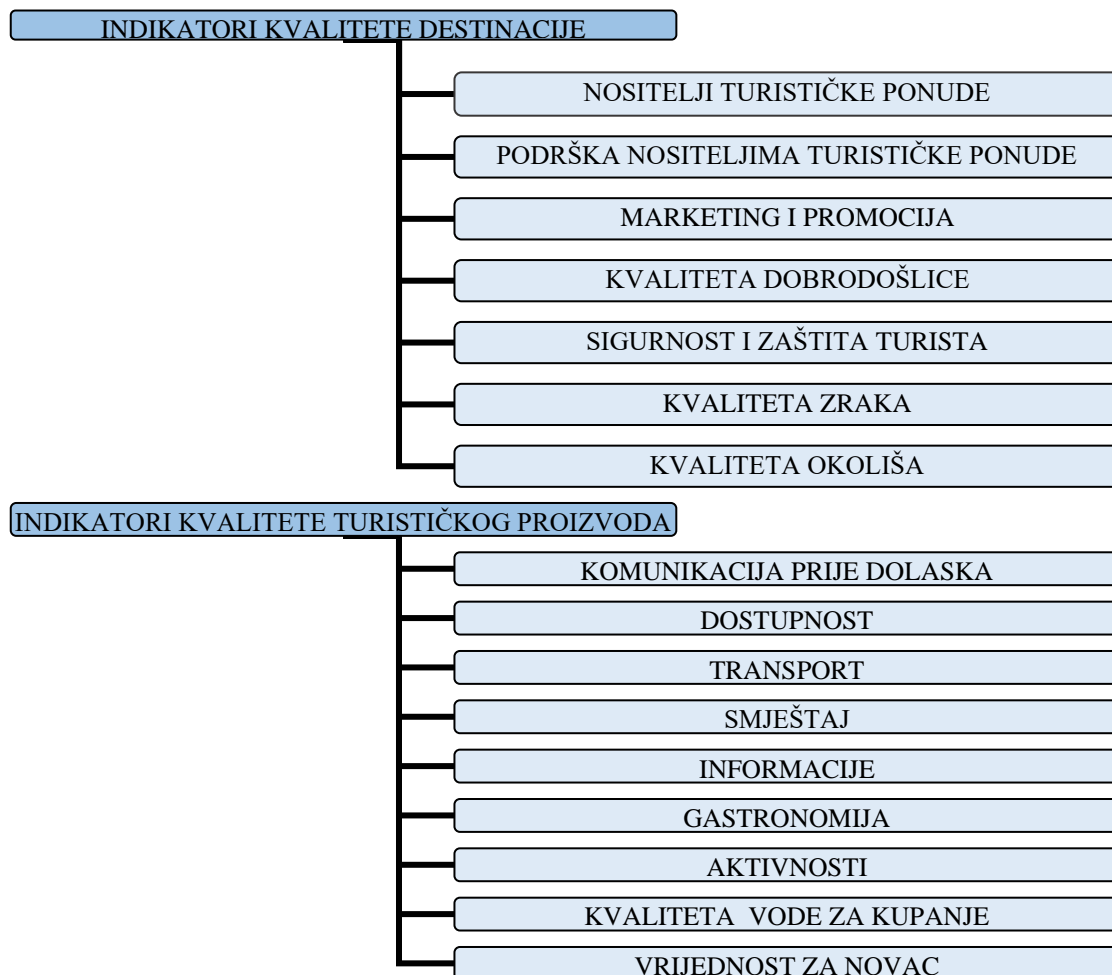 INDIKATORI KVALITETE DESTINACIJE
NOSITELJI TURISTIČKE PONUDE
PODRŠKA NOSITELJIMA TURISTIČKE PONUDE
MARKETING I PROMOCIJA
KVALITETA DOBRODOŠLICE
SIGURNOST I ZAŠTITA TURISTA
KVALITETA ZRAKA
KVALITETA OKOLIŠA
INDIKATORI KVALITETE TURISTIČKOG PROIZVODA
KOMUNIKACIJA PRIJE DOLASKA
DOSTUPNOST
TRANSPORT
SMJEŠTAJ
INFORMACIJE
GASTRONOMIJA
AKTIVNOSTI
KVALITETA VODE ZA KUPANJE
VRIJEDNOST ZA NOVAC